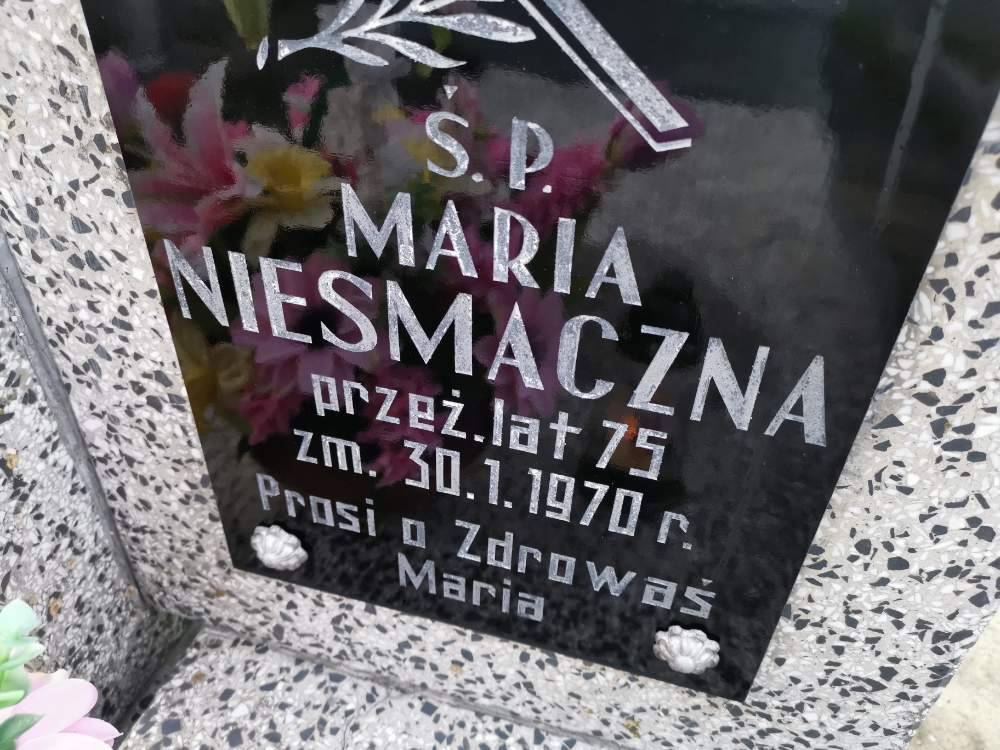 Ś. P.
MARIA
NIESMACZNA
przeż. lat 75
zm. 30.1.1970 r.
Prosi o Zdrowaś
Maria